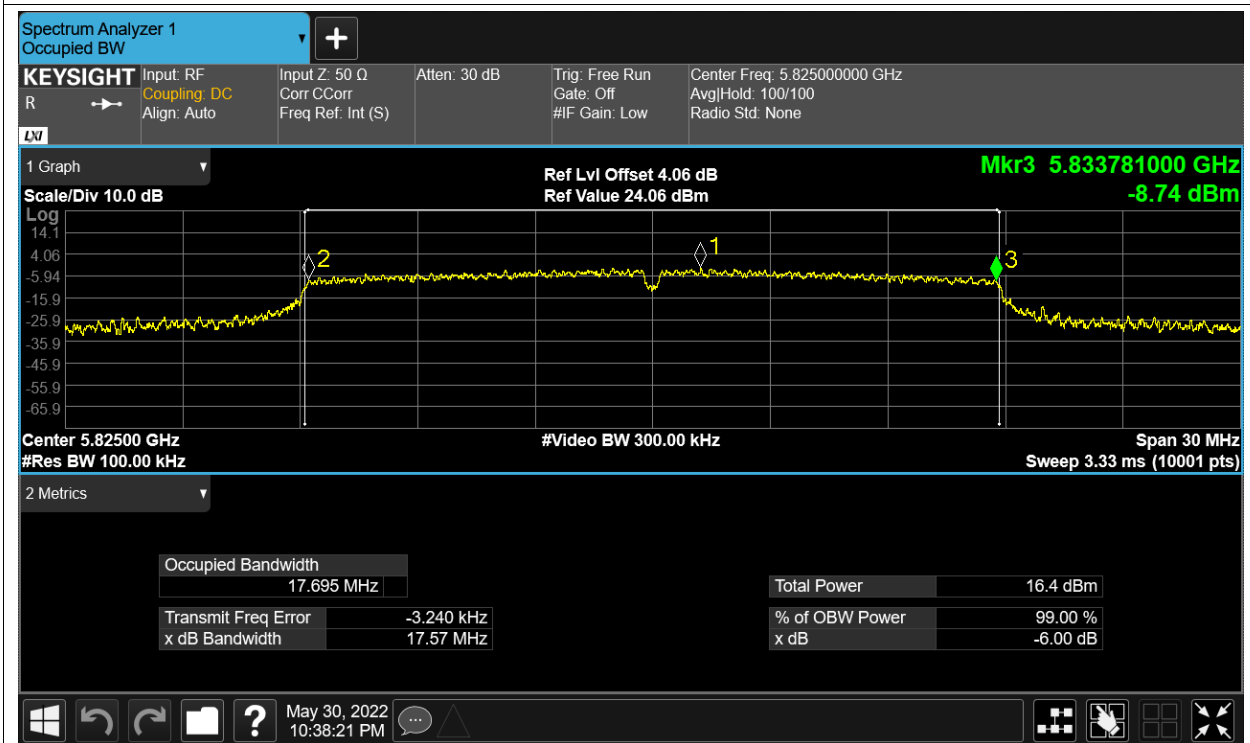 Spectrum Analyzer 1
Occupied BW
+
KEYSIGHT
R
LXI
Input: RF
Coupling: DC
Align: Auto
Input Z: 50 Ω
Corr CCorr
Freq Ref: Int (S)
Atten: 30 dB
Trig: Free Run
Gate: Off
#IF Gain: Low
Center Freq: 5.825000000 GHz
Avg|Hold: 100/100
Radio Std: None
1 Graph
Scale/Div 10.0 dB
Ref Lvl Offset 4.06 dB
Ref Value 24.06 dBm
Mkr3 5.833781000 GHz
-8.74 dBm
Log
14.1
4.06
-5.94
-15.9
-25.9
-35.9
-45.9
-55.9
-65.9
2
1
3
Center 5.82500 GHz
#Res BW 100.00 kHz
#Video BW 300.00 kHz
Span 30 MHz
Sweep 3.33 ms (10001 pts)
2 Metrics
Occupied Bandwidth
17.695 MHz
Transmit Freq Error -3.240 kHz
x dB Bandwidth 17.57 MHz
Total Power 16.4 dBm
% of OBW Power 99.00 %
x dB -6.00 dB
?
May 30, 2022
10:38:21 PM